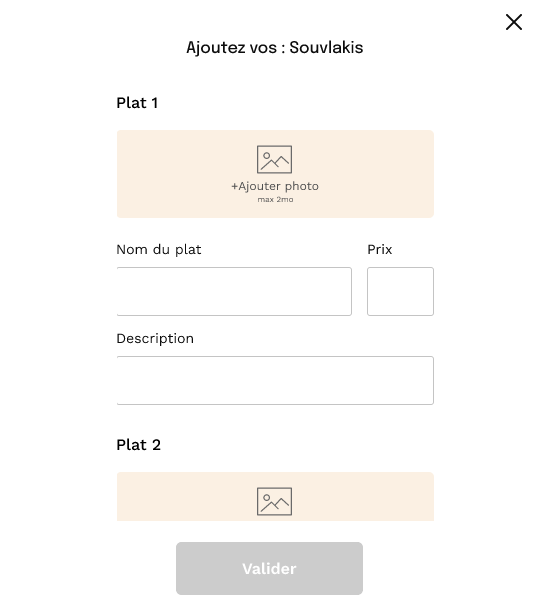 Ajoutez vos : Souvlakis
Plat 1
+Ajouter photo
max 2mo
Nom du plat
Prix
Description
Plat 2
Valider